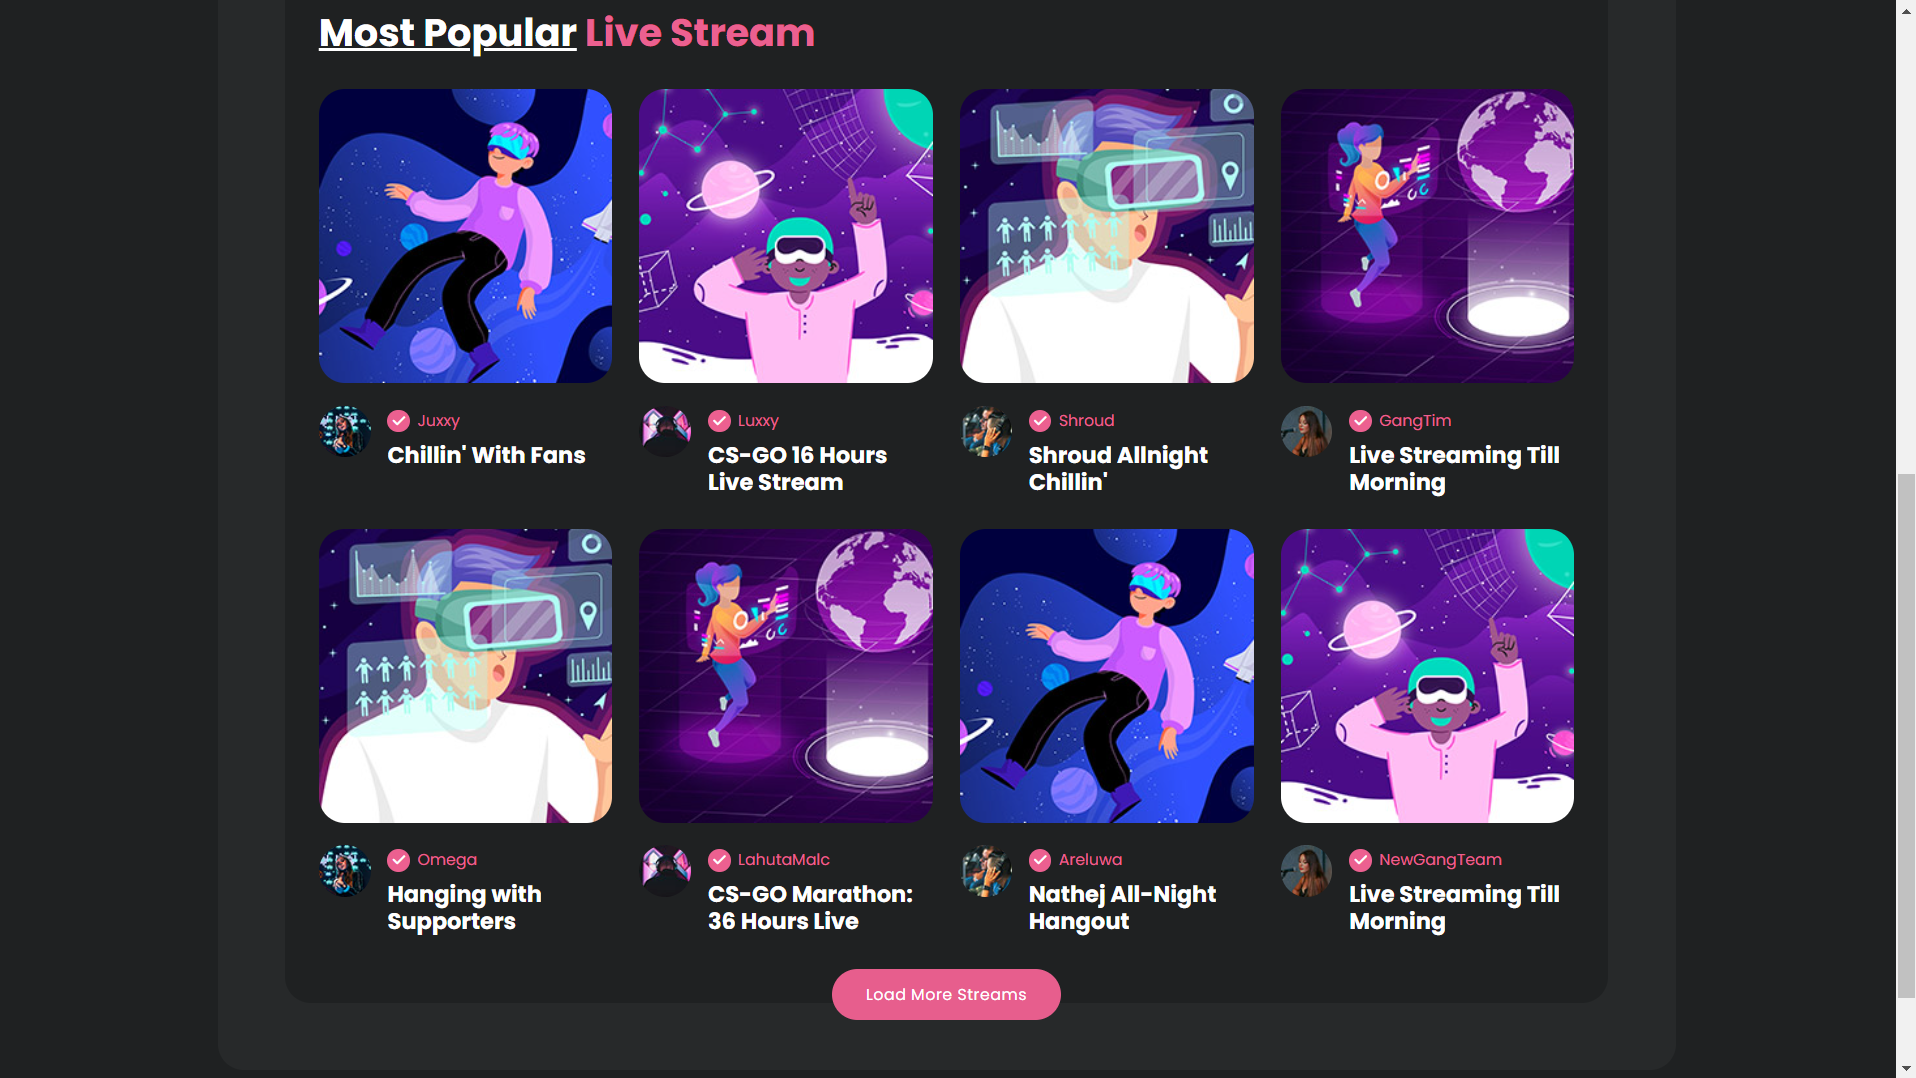 Most Popular Live Stream
Juxxy
Chillin' With Fans
Luxxy
CS-GO 16 Hours
Live Stream
Shroud
Shroud Allnight
Chillin'
GangTim
Live Streaming Till
Morning
Omega
Hanging with
Supporters
LahutaMalc
CS-GO Marathon:
36 Hours Live
Areluwa
Nathej All-Night
Hangout
NewGangTeam
Live Streaming Till
Morning
Load More Streams